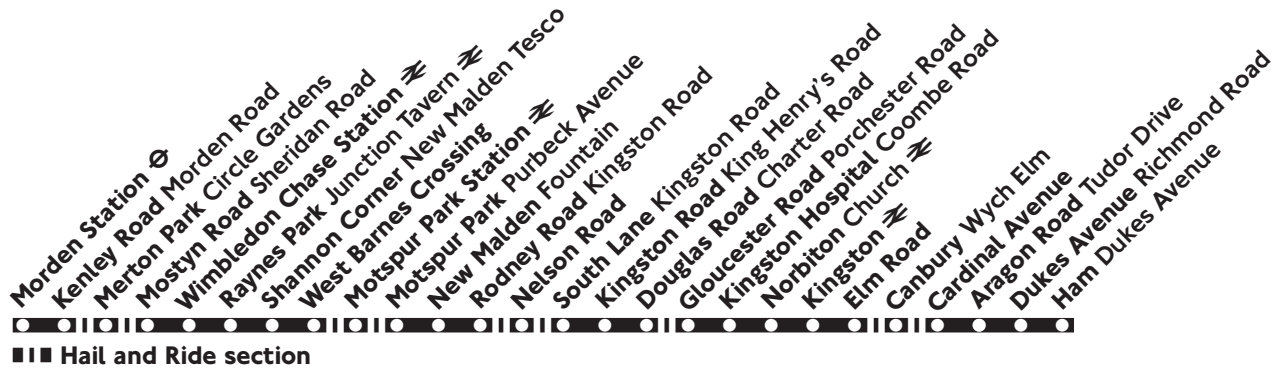 Morden Station
Kenley Road Morden Road
Merton Park Circle Gardens
Mostyn Road Sheridan Road
Wimbledon Chase Station
Raynes Park Junction Tavern
Shannon Corner New Malden Tesco
West Barnes Crossing
Motspur Park Station
Motspur Park Purbeck Avenue
New Malden Fountain
Rodney Road Kingston Road
Nelson Road
South Lane Kingston Road
Kingston Road King Henry's Road
Douglas Road Charter Road
Gloucester Road Porchester Road
Kingston Hospital Coombe Road
Norbiton Church
Kingston
Elm Road
Canbury Wych Elm
Cardinal Avenue
Aragon Road Tudor Drive
Dukes Avenue Richmond Road
Ham Dukes Avenue
Hail and Ride section